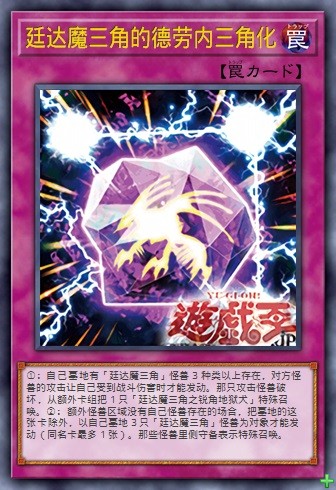 廷达魔三角的德劳内三角化
トラップ
罠
トラップ
【罠カード】
YU-GI-OH!
遊戯王
.JP
①：自己墓地有「廷达魔三角」怪兽３种类以上存在，对方怪
兽的攻击让自己受到战斗伤害时才能发动。那只攻击怪兽破
坏，从额外卡组把１只「廷达魔三角之锐角地狱犬」特殊召
唤。②：额外怪兽区域没有自己怪兽存在的场合，把墓地的这
张卡除外，以自己墓地３只「廷达魔三角」怪兽为对象才能发
动（同名卡最多１张）。那些怪兽里侧守备表示特殊召唤。